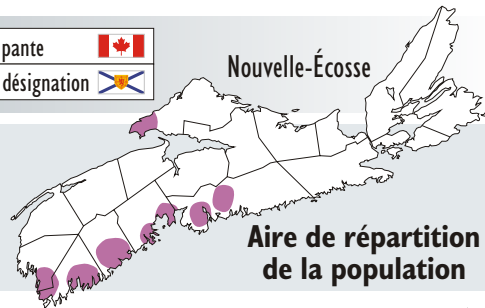 pante
désignation
Nouvelle-Écosse
Aire de répartition
de la population